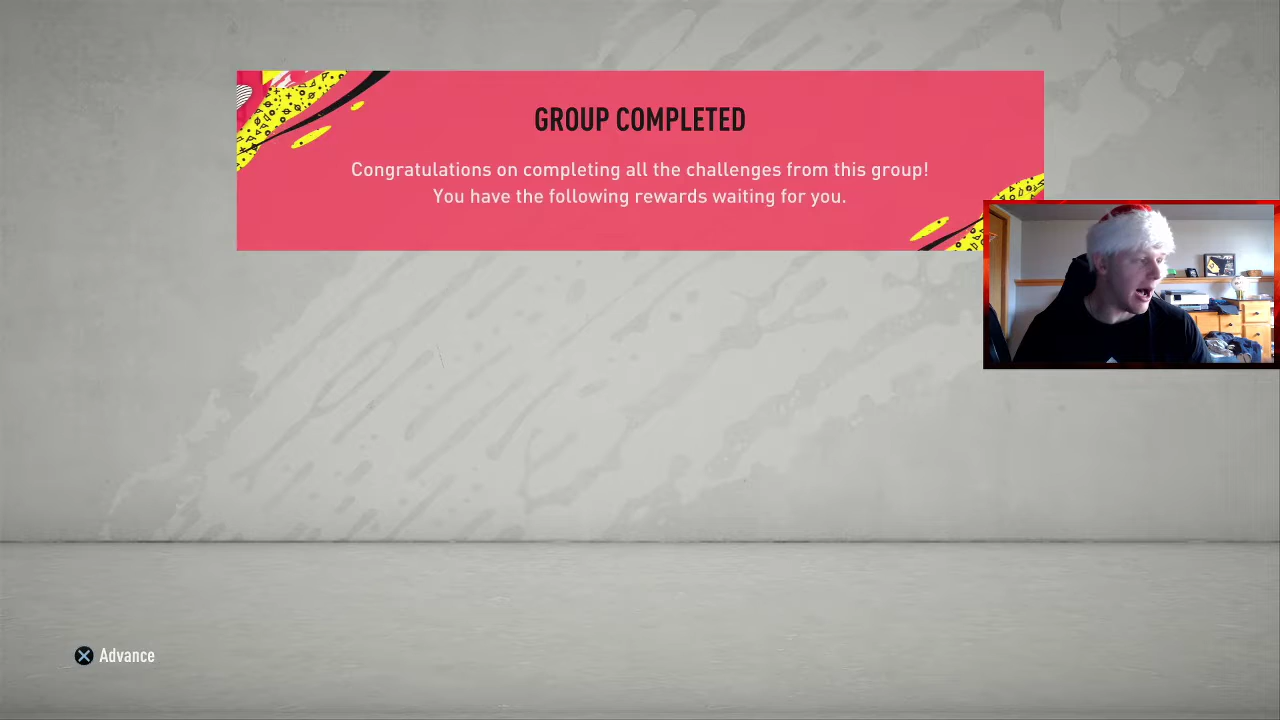 GROUP COMPLETED
Congratulations on completing all the challenges from this group!
You have the following rewards waiting for you.
Advance